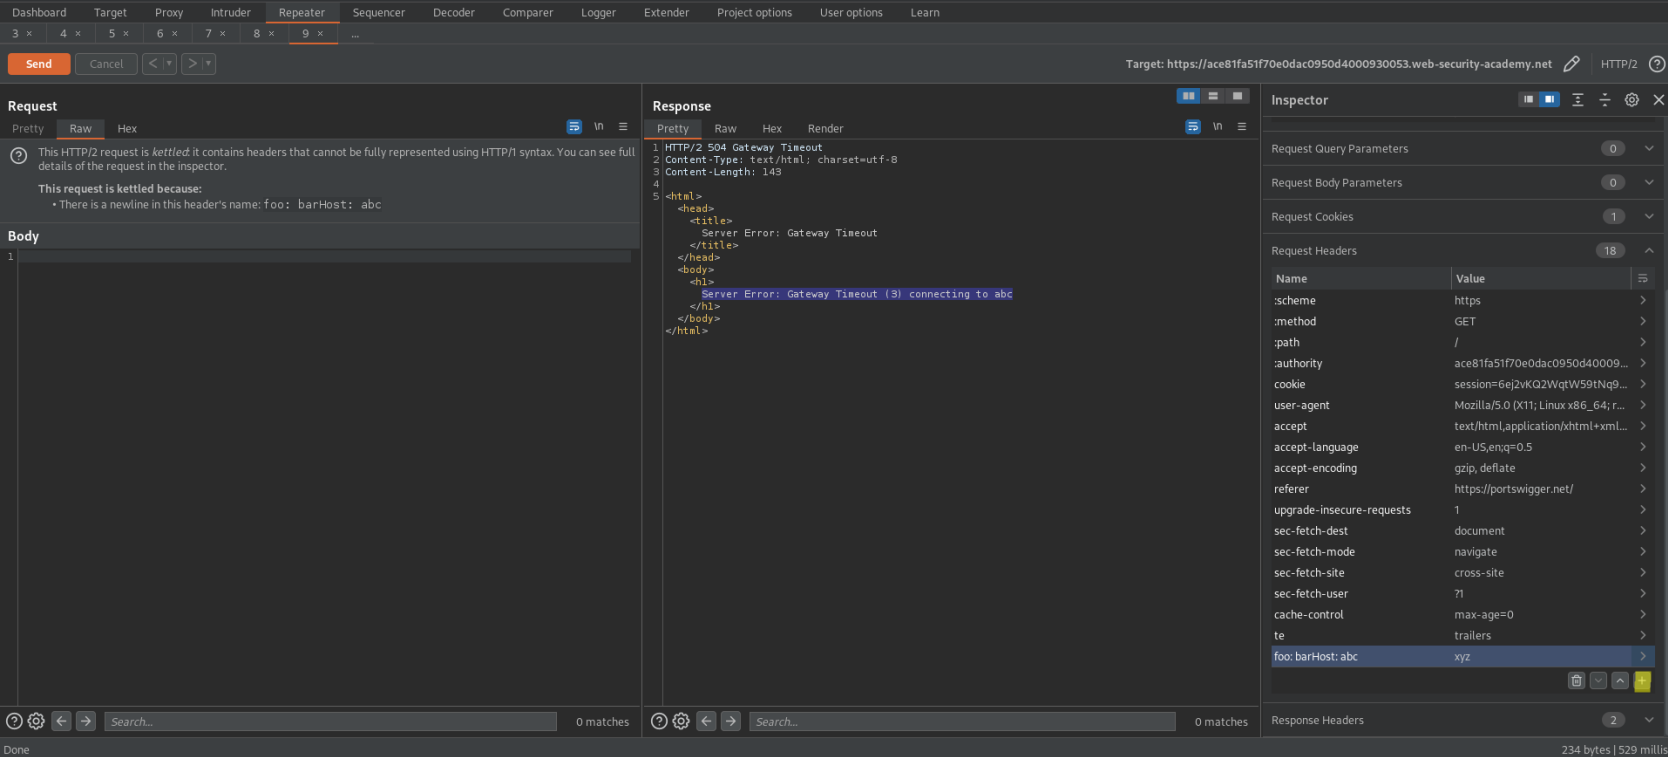 Dashboard Target Proxy Intruder Repeater Sequencer Decoder Comparer Logger Extender Project options User options Learn
3 × 4 × 5 × 6 × 7 × 8 × 9 × ...
Send Cancel < > Target: https://ace81fa51f70e0dac0950d4000930053.web-security-academy.net HTTP/2 ?
Request
Pretty Raw Hex \n
This HTTP/2 request is kettled: it contains headers that cannot be fully represented using HTTP/1 syntax. You can see full
details of the request in the inspector.
This request is kettled because:
• There is a newline in this header's name: foo: barHost: abc
Body
1
Search... 0 matches
Response
Pretty Raw Hex Render \n
1 HTTP/2 504 Gateway Timeout
2 Content-Type: text/html; charset=utf-8
3 Content-Length: 143
4
5 <html>
<head>
<title>
Server Error: Gateway Timeout
</title>
</head>
<body>
<h1>
Server Error: Gateway Timeout (3) connecting to abc
</h1>
</body>
</html>
Search... 0 matches
Inspector
Request Query Parameters 0
Request Body Parameters 0
Request Cookies 1
Request Headers 18
Name Value
:scheme https
:method GET
:path /
:authority ace81fa51f70e0dac0950d40009...
cookie session=6ej2vKQ2WqtW59tNq9...
user-agent Mozilla/5.0 (X11; Linux x86_64; r...
accept text/html,application/xhtml+xml...
accept-language en-US,en;q=0.5
accept-encoding gzip, deflate
referer https://portswigger.net/
upgrade-insecure-requests 1
sec-fetch-dest document
sec-fetch-mode navigate
sec-fetch-site cross-site
sec-fetch-user ?1
cache-control max-age=0
te trailers
foo: barHost: abc xyz
Response Headers 2
Done 234 bytes | 529 millis